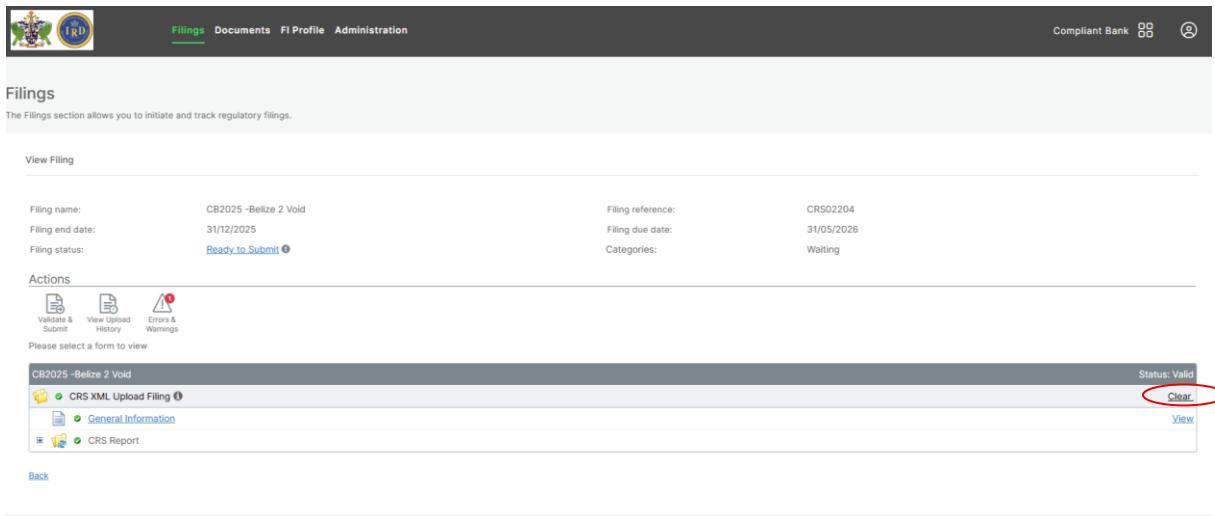 IRD
Filings Documents FI Profile Administration
Compliant Bank
Filings
The Filings section allows you to initiate and track regulatory filings.
View Filing
Filing name: CB2025 -Belize 2 Void Filing reference: CRS02204
Filing end date: 31/12/2025 Filing due date: 31/05/2026
Filing status: Ready to Submit Categories: Waiting
Actions
1
Validate & Submit View Upload History Errors & Warnings
Please select a form to view
CB2025 -Belize 2 Void Status: Valid
CRS XML Upload Filing Clear
General Information View
CRS Report
Back